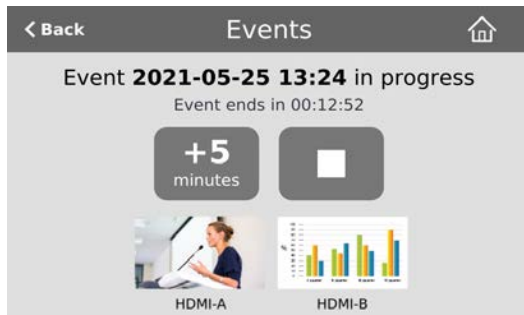 Back
Events
Event 2021-05-25 13:24 in progress
Event ends in 00:12:52
+5
minutes
HDMI-A
HDMI-B